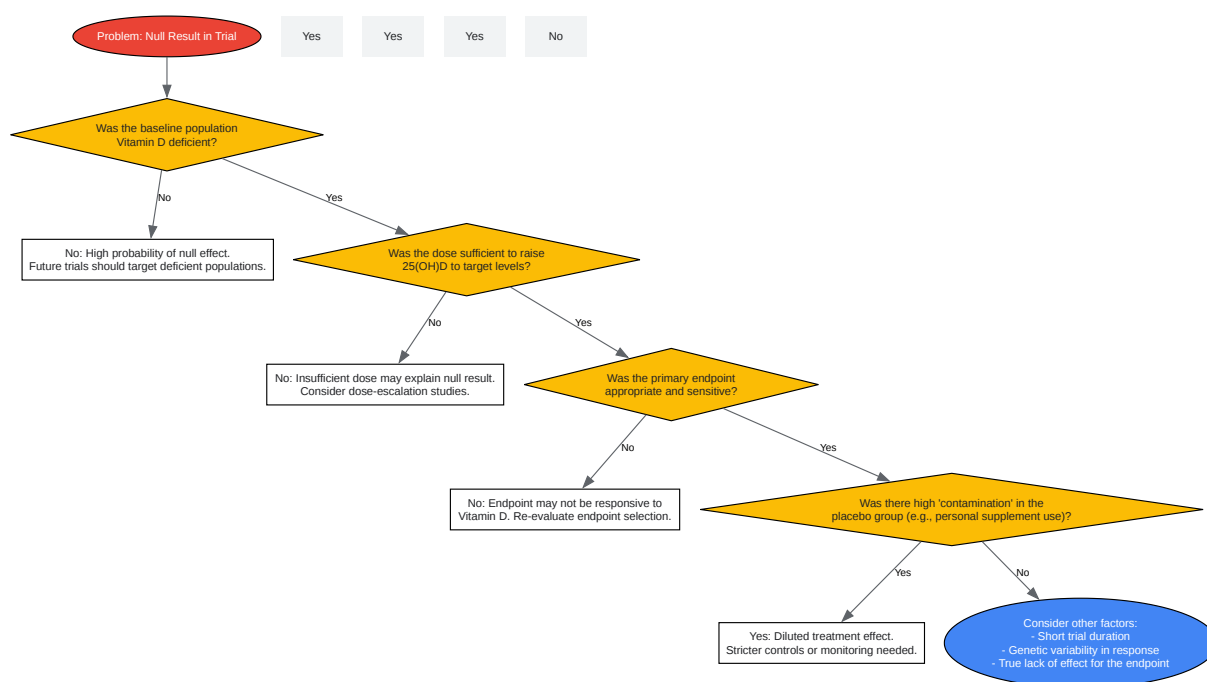 Problem: Null Result in Trial
Yes
Yes
Yes
No
Was the baseline population
Vitamin D deficient?
No
Yes
No: High probability of null effect.
Future trials should target deficient populations.
Was the dose sufficient to raise
25(OH)D to target levels?
No
Yes
No: Insufficient dose may explain null result.
Consider dose-escalation studies.
Was the primary endpoint
appropriate and sensitive?
No
Yes
No: Endpoint may not be responsive to
Vitamin D. Re-evaluate endpoint selection.
Was there high 'contamination' in the
placebo group (e.g., personal supplement use)?
Yes
No
Yes: Diluted treatment effect.
Stricter controls or monitoring needed.
Consider other factors:
- Short trial duration
- Genetic variability in response
- True lack of effect for the endpoint